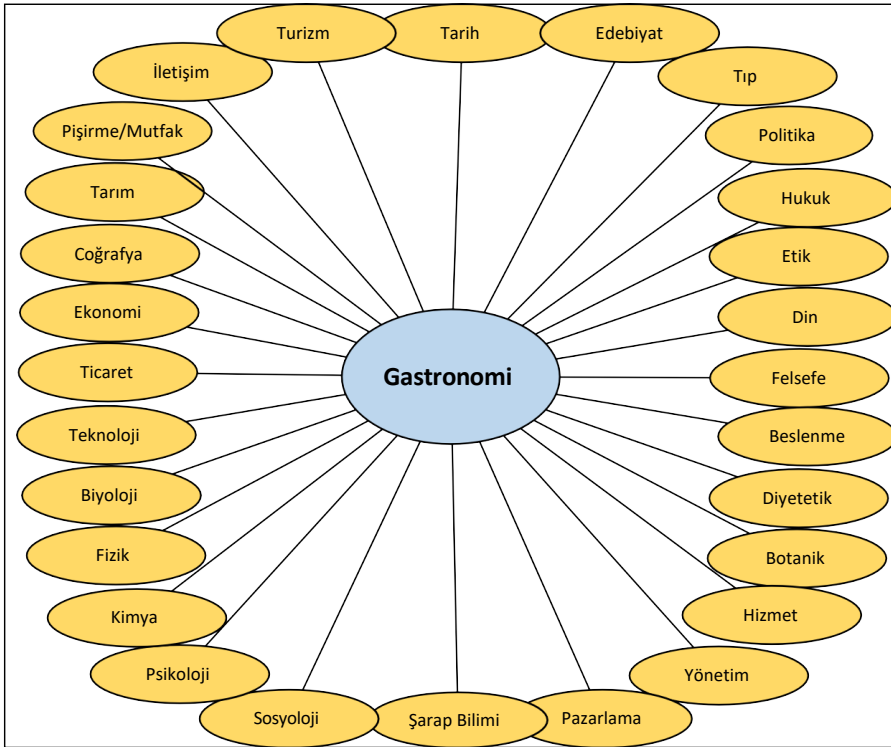 Turizm
Tarih
Edebiyat
İletişim
Tıp
Pişirme/Mutfak
Politika
Tarım
Hukuk
Coğrafya
Etik
Ekonomi
Din
Gastronomi
Ticaret
Felsefe
Teknoloji
Beslenme
Biyoloji
Diyetetik
Fizik
Botanik
Kimya
Hizmet
Psikoloji
Yönetim
Sosyoloji
Şarap Bilimi
Pazarlama